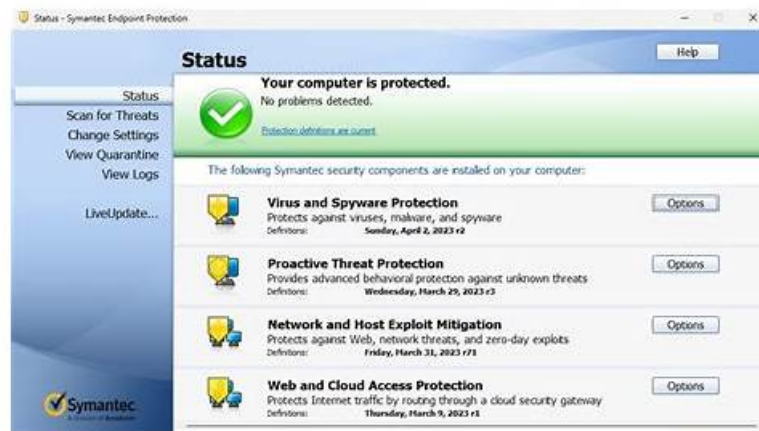 Status - Symantec Endpoint Protection
Status
Help
Status
Scan for Threats
Change Settings
View Quarantine
View Logs
LiveUpdate...
Your computer is protected.
No problems detected.
Protection definitions are current.
The following Symantec security components are installed on your computer:
Virus and Spyware Protection
Protects against viruses, malware, and spyware
Definitions: Sunday, April 2, 2023 r2
Options
Proactive Threat Protection
Provides advanced behavioral protection against unknown threats
Definitions: Wednesday, March 29, 2023 r3
Options
Network and Host Exploit Mitigation
Protects against Web, network threats, and zero-day exploits
Definitions: Friday, March 31, 2023 r71
Options
Web and Cloud Access Protection
Protects Internet traffic by routing through a cloud security gateway
Definitions: Thursday, March 9, 2023 r1
Options
Symantec
A Division of Broadcom